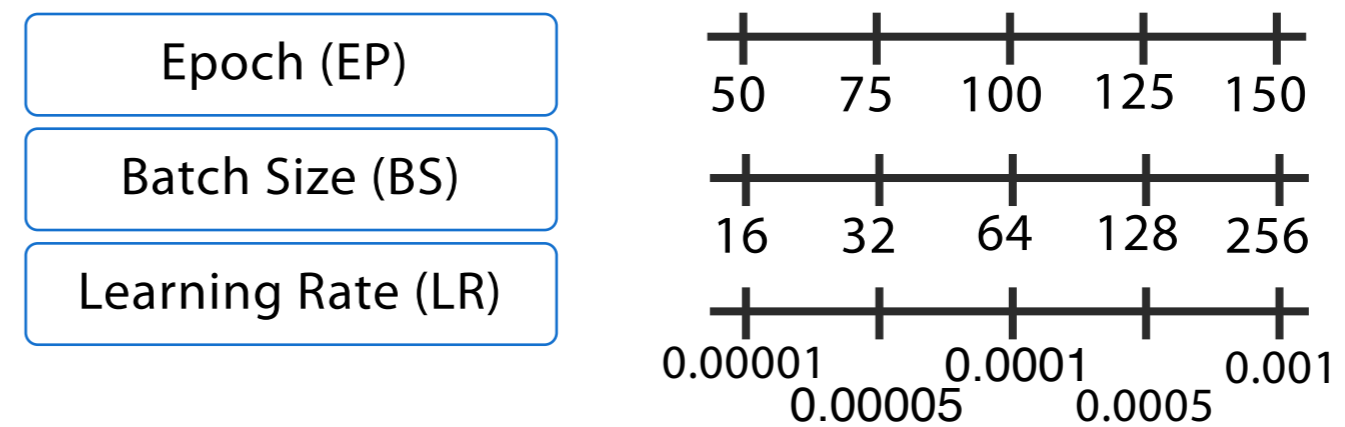 Epoch (EP)
50 75 100 125 150
Batch Size (BS)
16 32 64 128 256
Learning Rate (LR)
0.00001 0.0001 0.001
0.00005 0.0005